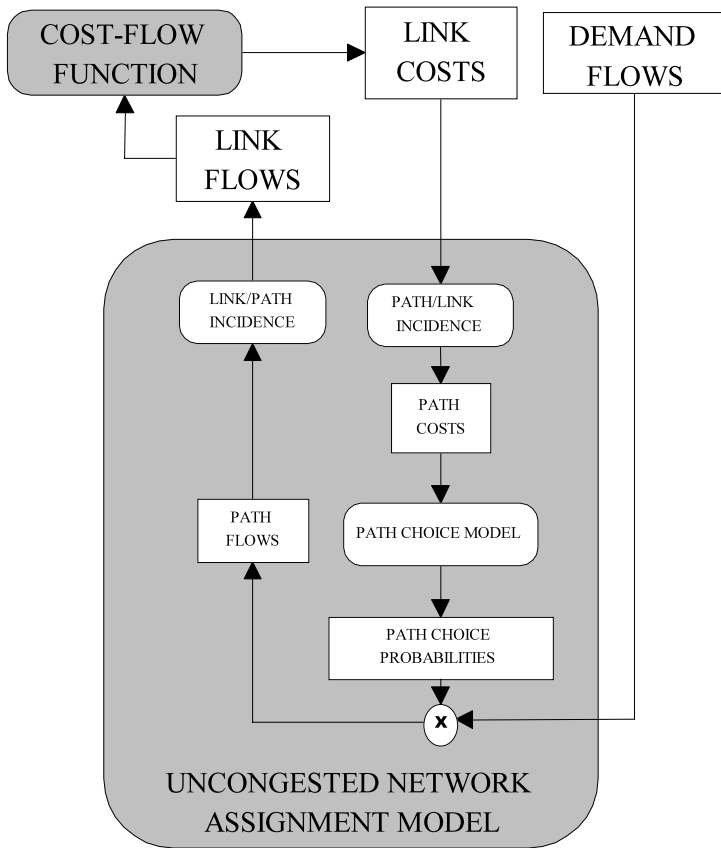 COST-FLOW
FUNCTION
LINK
COSTS
DEMAND
FLOWS
LINK
FLOWS
LINK/PATH
INCIDENCE
PATH/LINK
INCIDENCE
PATH
COSTS
PATH
FLOWS
PATH CHOICE MODEL
PATH CHOICE
PROBABILITIES
x
UNCONGESTED NETWORK
ASSIGNMENT MODEL